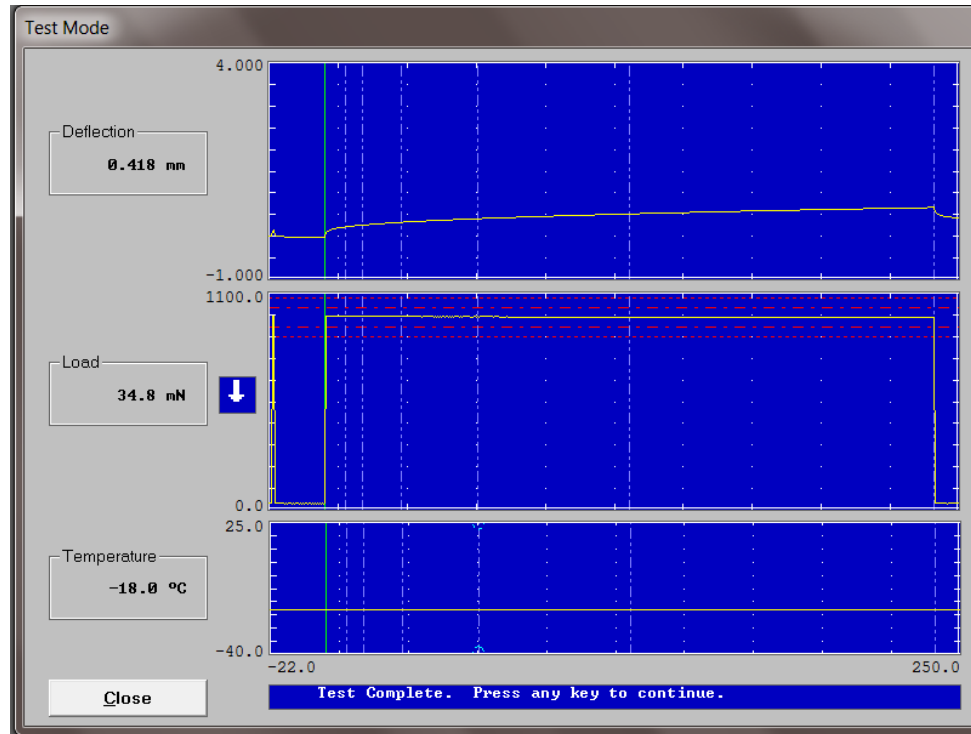 Test Mode
4.000
Deflection
0.418 mm
-1.000
1100.0
Load
34.8 mN
0.0
25.0
Temperature
-18.0 ºC
-40.0
-22.0 250.0
Close
Test Complete. Press any key to continue.